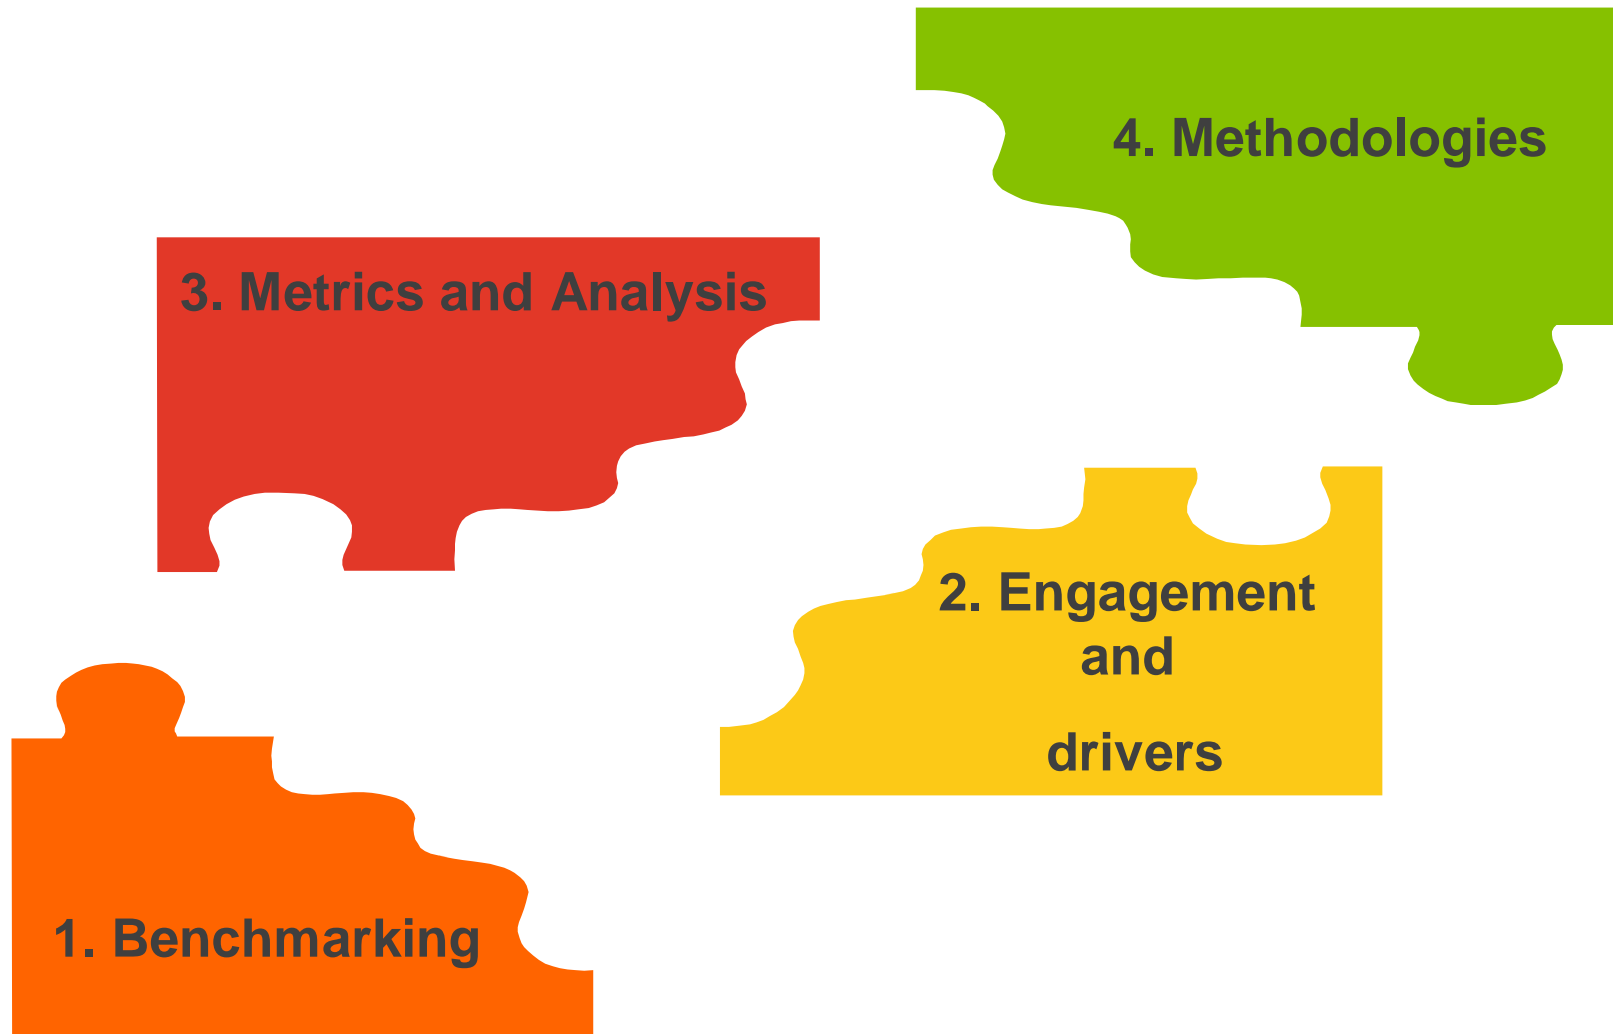 4. Methodologies
3. Metrics and Analysis
2. Engagement
and
drivers
1. Benchmarking